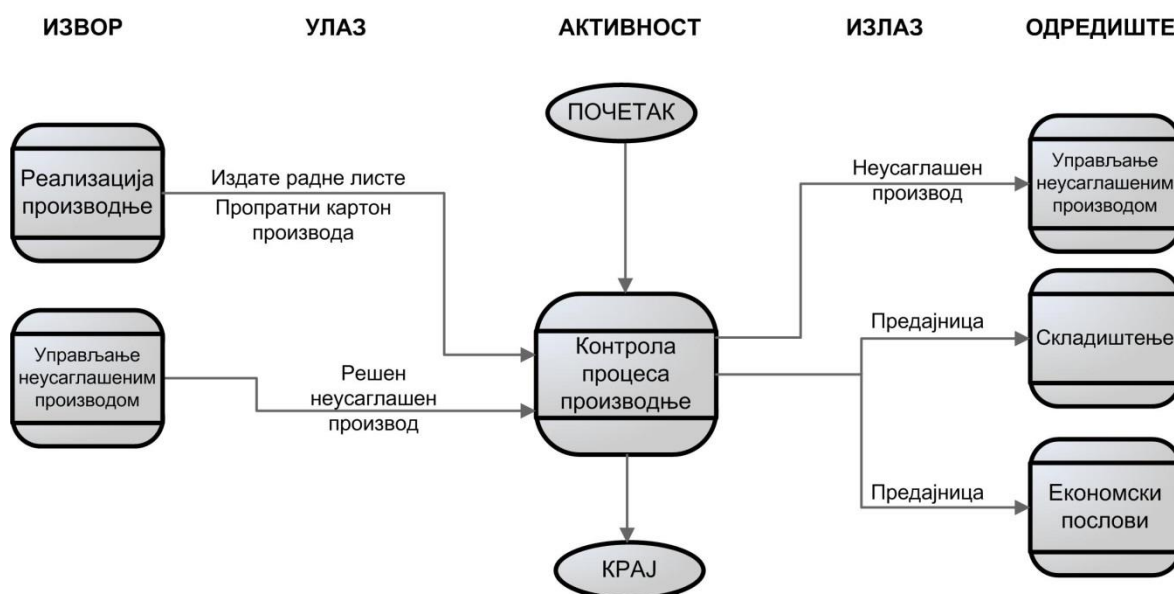 ИЗВОР
УЛАЗ
АКТИВНОСТ
ИЗЛАЗ
ОДРЕДИШТЕ
ПОЧЕТАК
Реализација
производње
Издате радне листе
Пропратни картон
производа
Неусаглашен
производ
Управљање
неусаглашеним
производом
Управљање
неусаглашеним
производом
Решен
неусаглашен
производ
Контрола
процеса
производње
Предајница
Складиштење
Предајница
Економски
послови
КРАЈ